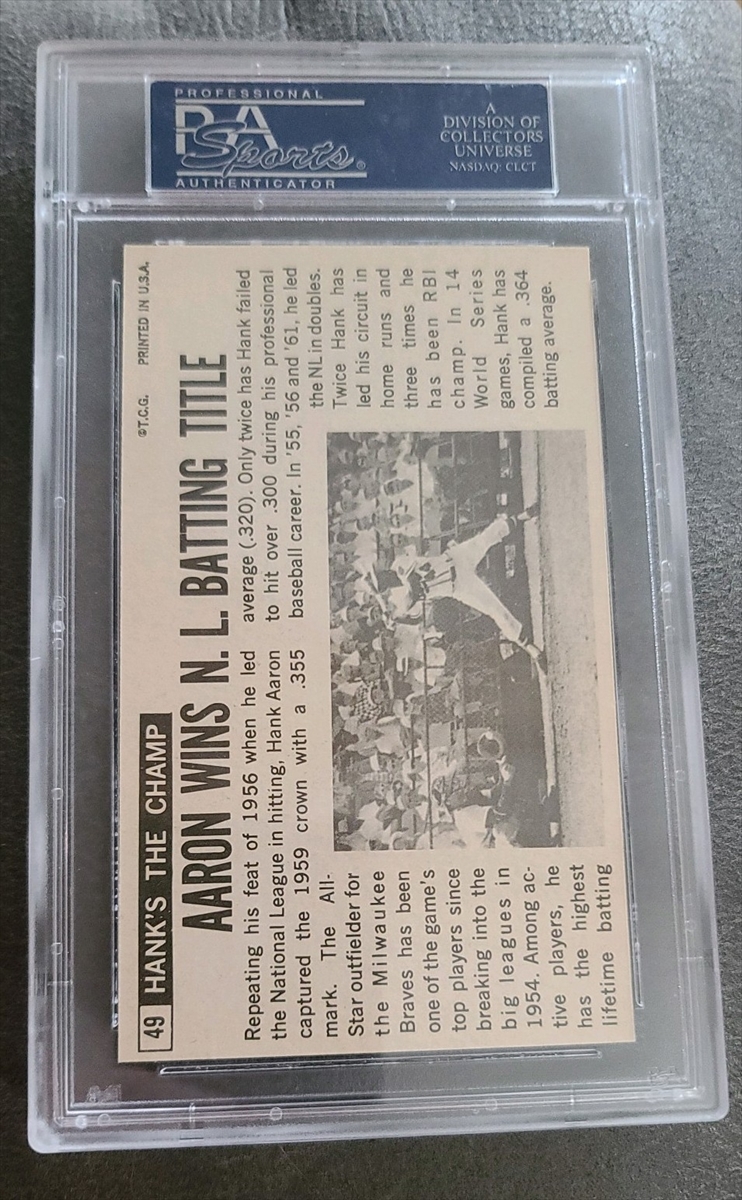 PROFESSIONAL
PSA
Sports®
AUTHENTICATOR
A
DIVISION OF
COLLECTORS
UNIVERSE
NASDAQ: CLCT
49 HANK'S THE CHAMP
©T.C.G. PRINTED IN U.S.A.
AARON WINS N. L. BATTING TITLE
Repeating his feat of 1956 when he led
the National League in hitting, Hank Aaron
captured the 1959 crown with a .355
mark. The All-
Star outfielder for
the Milwaukee
Braves has been
one of the game's
top players since
breaking into the
big leagues in
1954. Among ac-
tive players, he
has the highest
lifetime batting
average (.320). Only twice has Hank failed
to hit over .300 during his professional
baseball career. In '55, '56 and '61, he led
the NL in doubles.
Twice Hank has
led his circuit in
home runs and
three times he
has been RBI
champ. In 14
World Series
games, Hank has
compiled a .364
batting average.